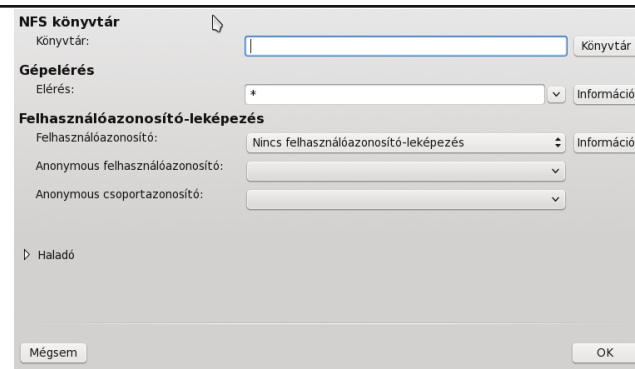 NFS könyvtár
Könyvtár: Könyvtár
Gépelérés
Elérés: * Információ
Felhasználóazonosító-leképezés
Felhasználóazonosító: Nincs felhasználóazonosító-leképezés Információ
Anonymous felhasználóazonosító:
Anonymous csoportazonosító:
Haladó
Mégsem OK